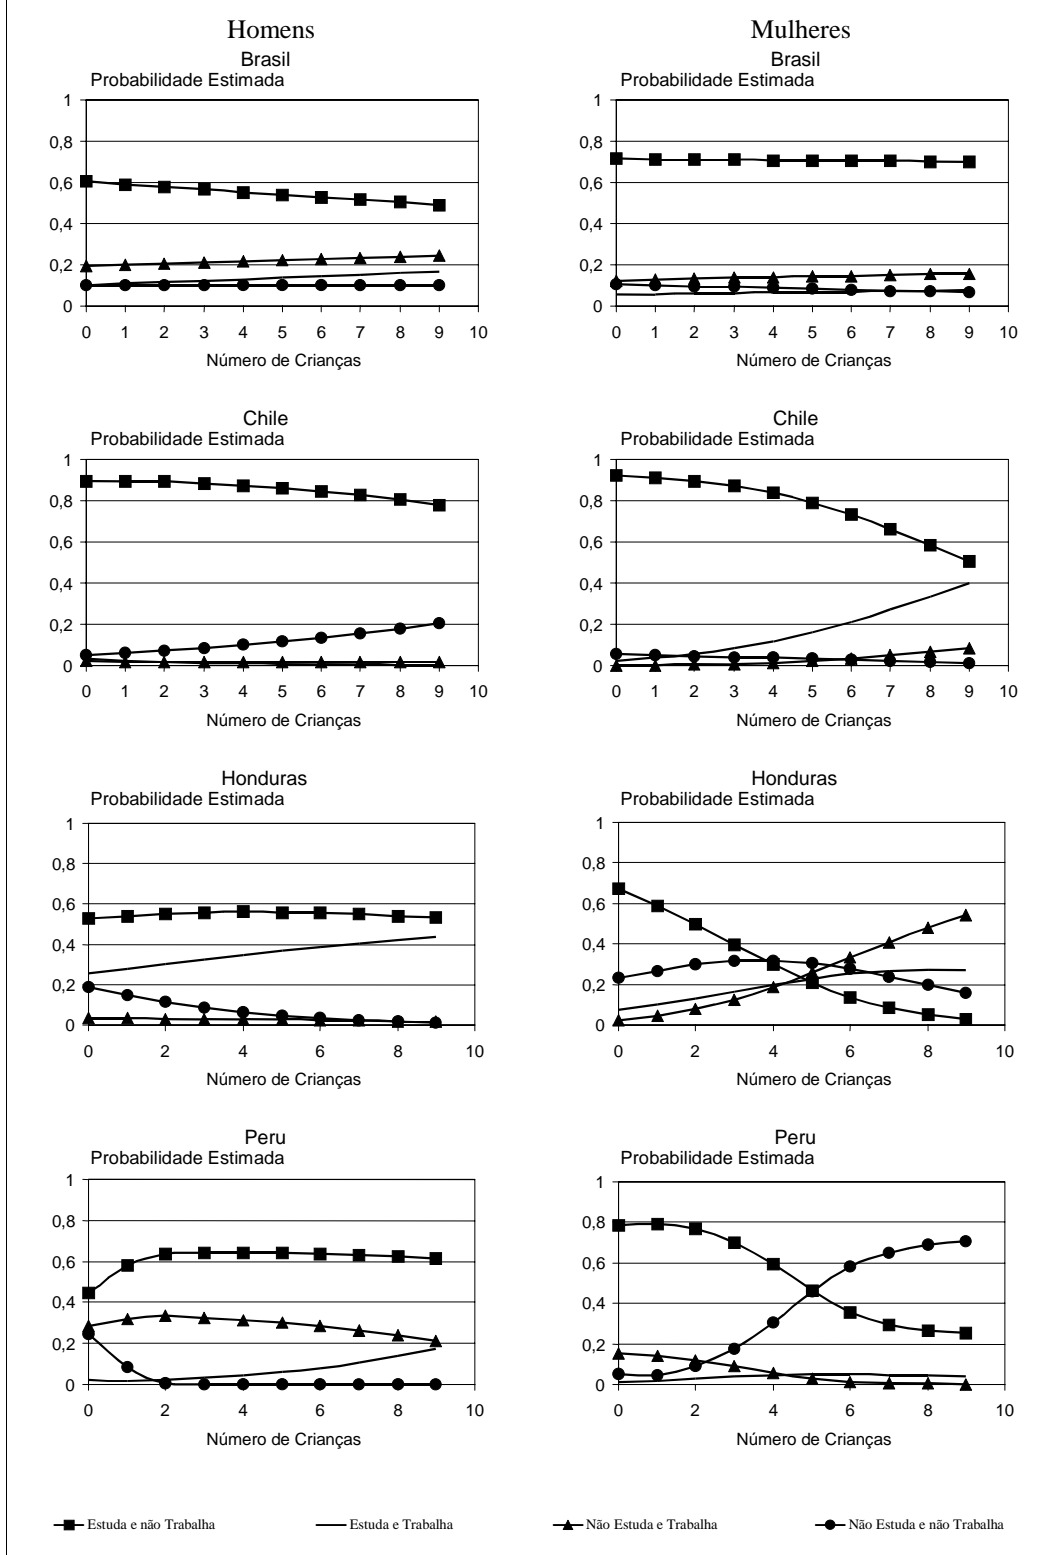 Homens
Mulheres
Brasil
Probabilidade Estimada
1
0,8
0,6
0,4
0,2
0
0 1 2 3 4 5 6 7 8 9 10
Número de Crianças
Brasil
Probabilidade Estimada
1
0,8
0,6
0,4
0,2
0
0 1 2 3 4 5 6 7 8 9 10
Número de Crianças
Chile
Probabilidade Estimada
1
0,8
0,6
0,4
0,2
0
0 1 2 3 4 5 6 7 8 9 10
Número de Crianças
Chile
Probabilidade Estimada
1
0,8
0,6
0,4
0,2
0
0 1 2 3 4 5 6 7 8 9 10
Número de Crianças
Honduras
Probabilidade Estimada
1
0,8
0,6
0,4
0,2
0
0 2 4 6 8 10
Número de Crianças
Honduras
Probabilidade Estimada
1
0,8
0,6
0,4
0,2
0
0 2 4 6 8 10
Número de Crianças
Peru
Probabilidade Estimada
1
0,8
0,6
0,4
0,2
0
0 2 4 6 8 10
Número de Crianças
Peru
Probabilidade Estimada
1
0,8
0,6
0,4
0,2
0
0 2 4 6 8 10
Número de Crianças
Estuda e não Trabalha
Estuda e Trabalha
Não Estuda e Trabalha
Não Estuda e não Trabalha